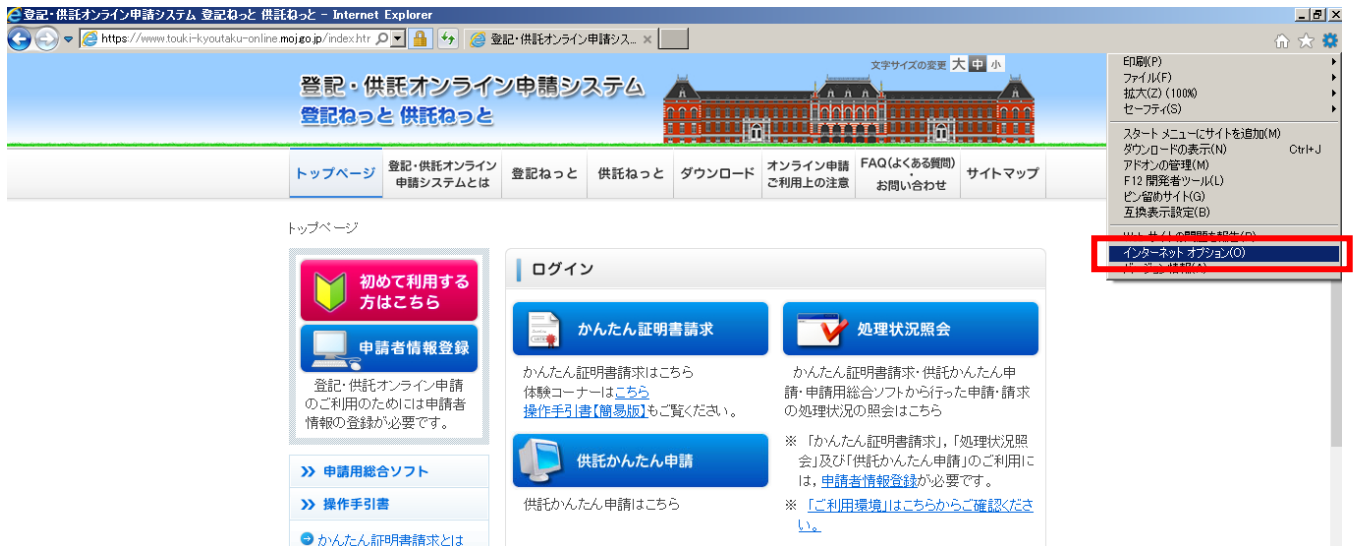 登記・供託オンライン申請システム 登記ねっと 供託ねっと - Internet Explorer
https://www.touki-kyoutaku-online.moj.go.jp/index.htr
登記・供託オンライン申請シス...
文字サイズの変更 大 中 小
登記・供託オンライン申請システム
登記ねっと 供託ねっと
トップページ
登記・供託オンライン
申請システムとは
登記ねっと
供託ねっと
ダウンロード
オンライン申請
ご利用上の注意
FAQ(よくある質問)
・
お問い合わせ
サイトマップ
印刷(P)
ファイル(F)
拡大(Z) (100%)
セーフティ(S)
スタート メニューにサイトを追加(M)
ダウンロードの表示(N) Ctrl+J
アドオンの管理(M)
F12 開発者ツール(L)
ピン留めサイト(G)
互換表示設定(B)
Web サイトの問題を報告(R)
インターネット オプション(O)
バージョン情報(A)
トップページ
初めて利用する
方はこちら
申請者情報登録
登記・供託オンライン申請
のご利用のためには申請者
情報の登録が必要です。
申請用総合ソフト
操作手引書
かんたん証明書請求とは
ログイン
かんたん証明書請求
かんたん証明書請求はこちら
体験コーナーはこちら
操作手引書【簡易版】もご覧ください。
供託かんたん申請
供託かんたん申請はこちら
処理状況照会
かんたん証明書請求・供託かんたん申
請・申請用総合ソフトから行った申請・請求
の処理状況の照会はこちら
※ 「かんたん証明書請求」，「処理状況照
会」及び「供託かんたん申請」のご利用に
は，申請者情報登録が必要です。
※ 「ご利用環境」はこちらからご確認くださ
い。